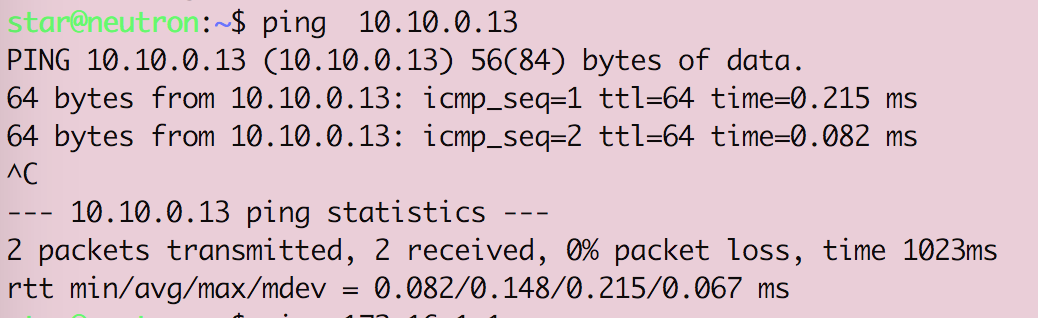 star@neutron:~$ ping  10.10.0.13
PING 10.10.0.13 (10.10.0.13) 56(84) bytes of data.
64 bytes from 10.10.0.13: icmp_seq=1 ttl=64 time=0.215 ms
64 bytes from 10.10.0.13: icmp_seq=2 ttl=64 time=0.082 ms
^C
--- 10.10.0.13 ping statistics ---
2 packets transmitted, 2 received, 0% packet loss, time 1023ms
rtt min/avg/max/mdev = 0.082/0.148/0.215/0.067 ms